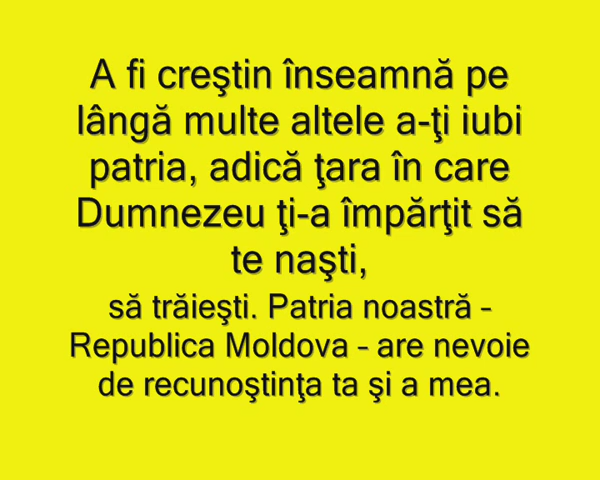 A fi creştin înseamnă pe
lângă multe altele a-ţi iubi
patria, adică ţara în care
Dumnezeu ţi-a împărţit să
te naşti,
să trăieşti. Patria noastră –
Republica Moldova – are nevoie
de recunoştinţa ta şi a mea.